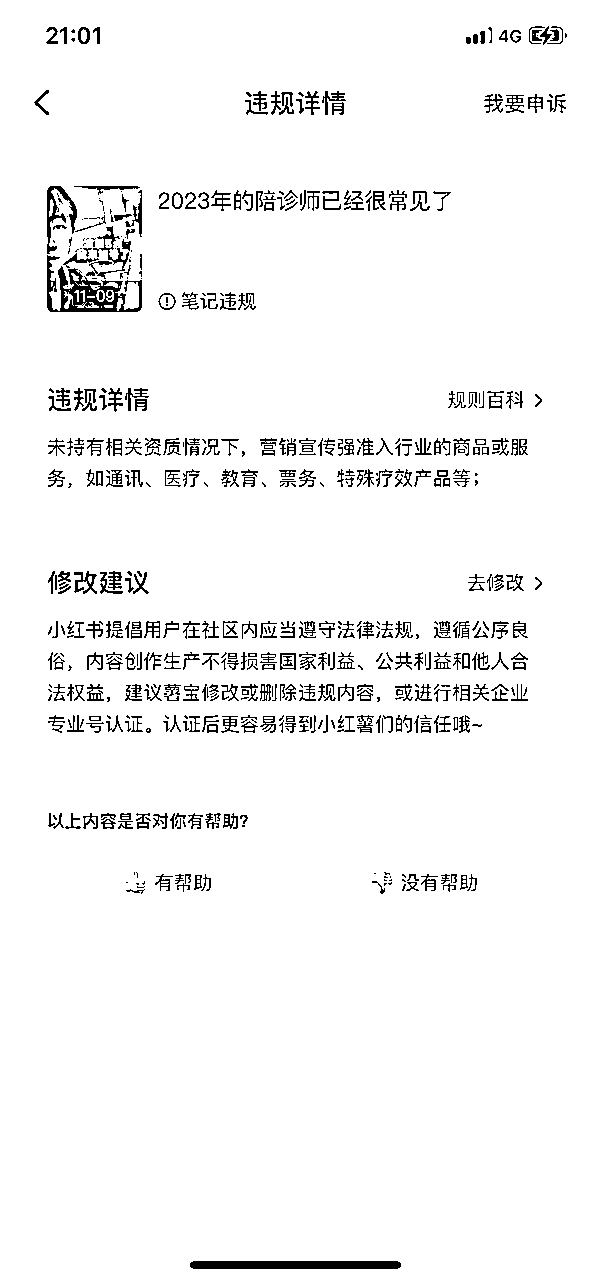 21:01
4G
违规详情
我要申诉
2023年的陪诊师已经很常见了
11-09
笔记违规
违规详情
规则百科
未持有相关资质情况下，营销宣传强准入行业的商品或服
务，如通讯、医疗、教育、票务、特殊疗效产品等；
修改建议
去修改
小红书提倡用户在社区内应当遵守法律法规，遵循公序良
俗，内容创作生产不得损害国家利益、公共利益和他人合
法权益，建议薯宝修改或删除违规内容，或进行相关企业
专业号认证。认证后更容易得到小红薯们的信任哦~
以上内容是否对你有帮助?
有帮助
没有帮助